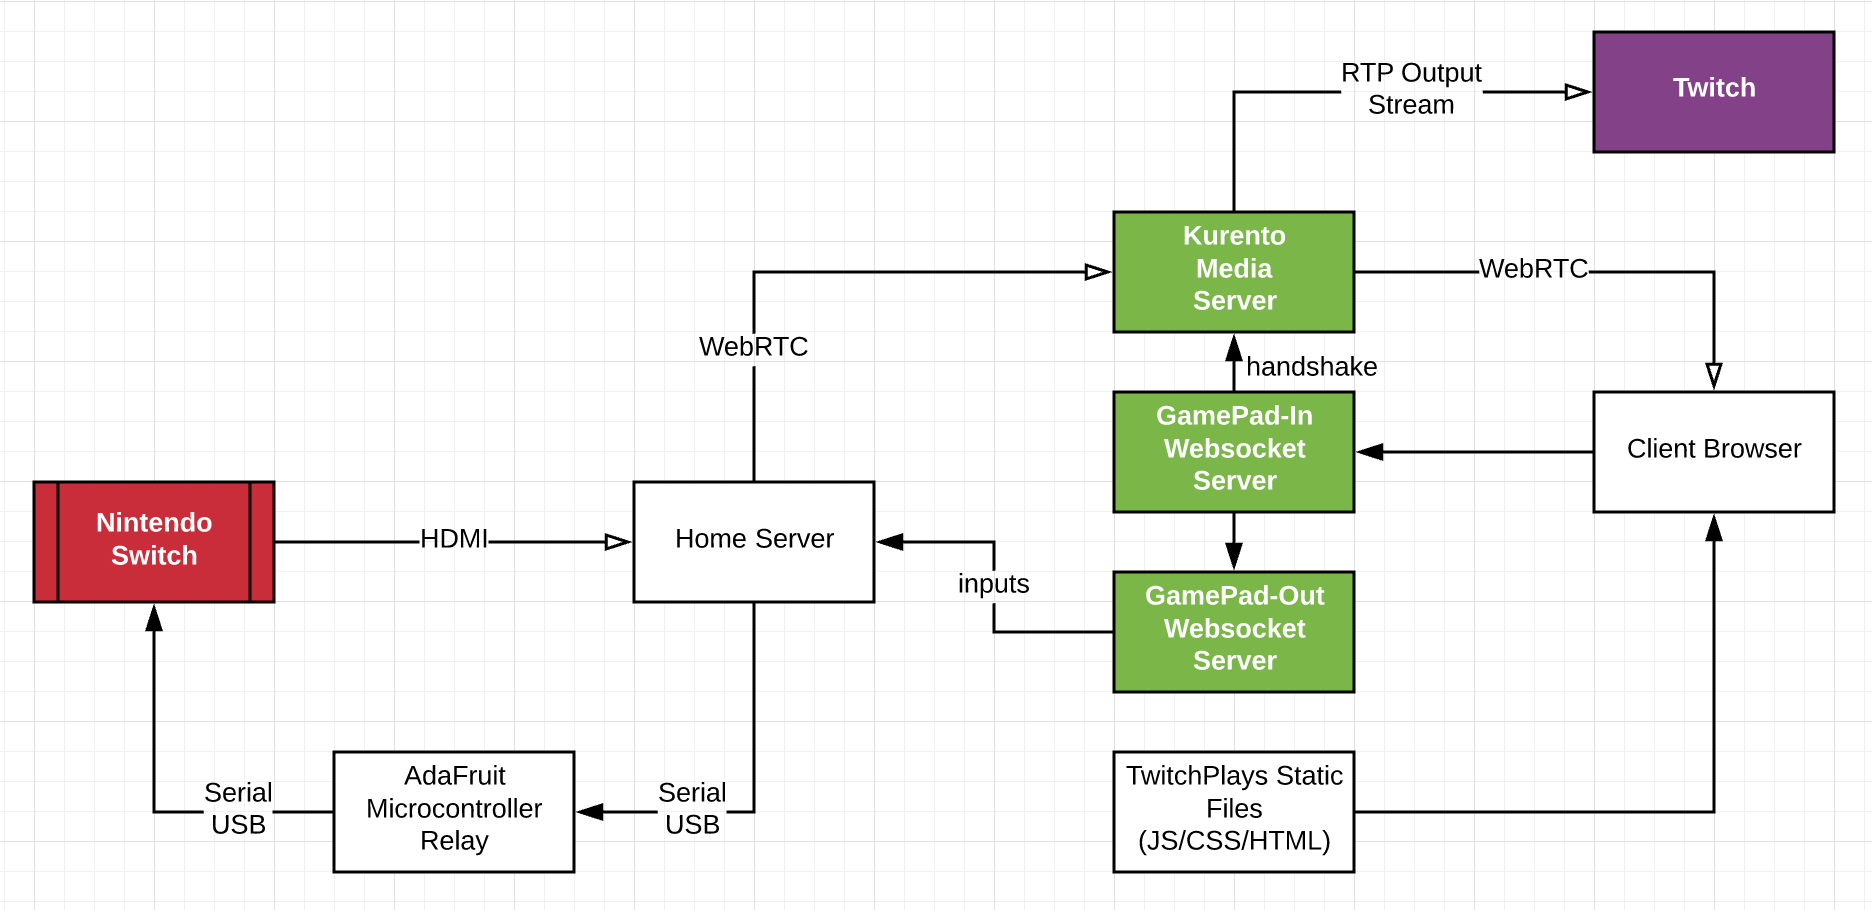 RTP Output
Stream
Twitch
Kurento
Media
Server
WebRTC
WebRTC
handshake
GamePad-In
Websocket
Server
Client Browser
Nintendo
Switch
HDMI
Home Server
inputs
GamePad-Out
Websocket
Server
Serial
USB
AdaFruit
Microcontroller
Relay
Serial
USB
TwitchPlays Static
Files
(JS/CSS/HTML)